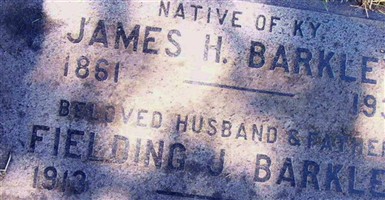 NATIVE OF KY.
JAMES H. BARKLE
1861
BELOVED HUSBAND & FATHER
FIELDING J. BARKLE
1913